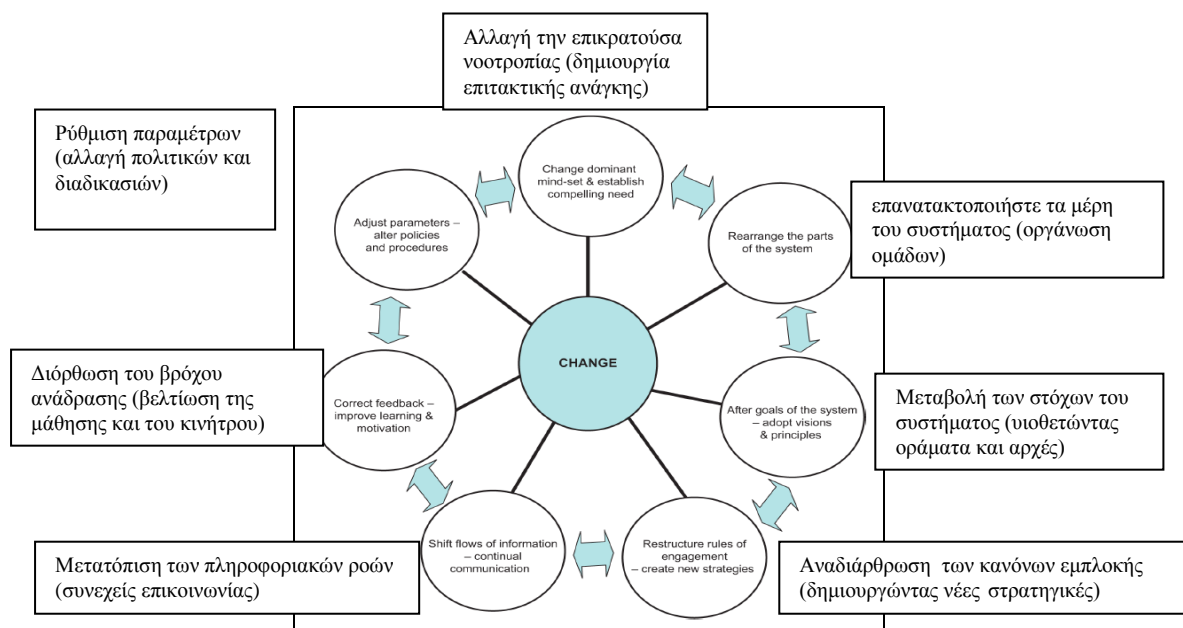 Αλλαγή την επικρατούσα
νοοτροπίας (δημιουργία
επιτακτικής ανάγκης)
Ρύθμιση παραμέτρων
(αλλαγή πολιτικών και
διαδικασιών)
Change dominant
mind-set & establish
compelling need
Adjust parameters –
alter policies
and procedures
Rearrange the parts
of the system
επανατακτοποιήστε τα μέρη
του συστήματος (οργάνωση
ομάδων)
CHANGE
Διόρθωση του βρόχου
ανάδρασης (βελτίωση της
μάθησης και του κινήτρου)
Correct feedback –
improve learning &
motivation
After goals of the system
– adopt visions
& principles
Μεταβολή των στόχων του
συστήματος (υιοθετώντας
οράματα και αρχές)
Μετατόπιση των πληροφοριακών ροών
(συνεχείς επικοινωνίας)
Shift flows of information
– continual
communication
Restructure rules of
engagement
– create new strategies
Αναδιάρθρωση των κανόνων εμπλοκής
(δημιουργώντας νέες στρατηγικές)